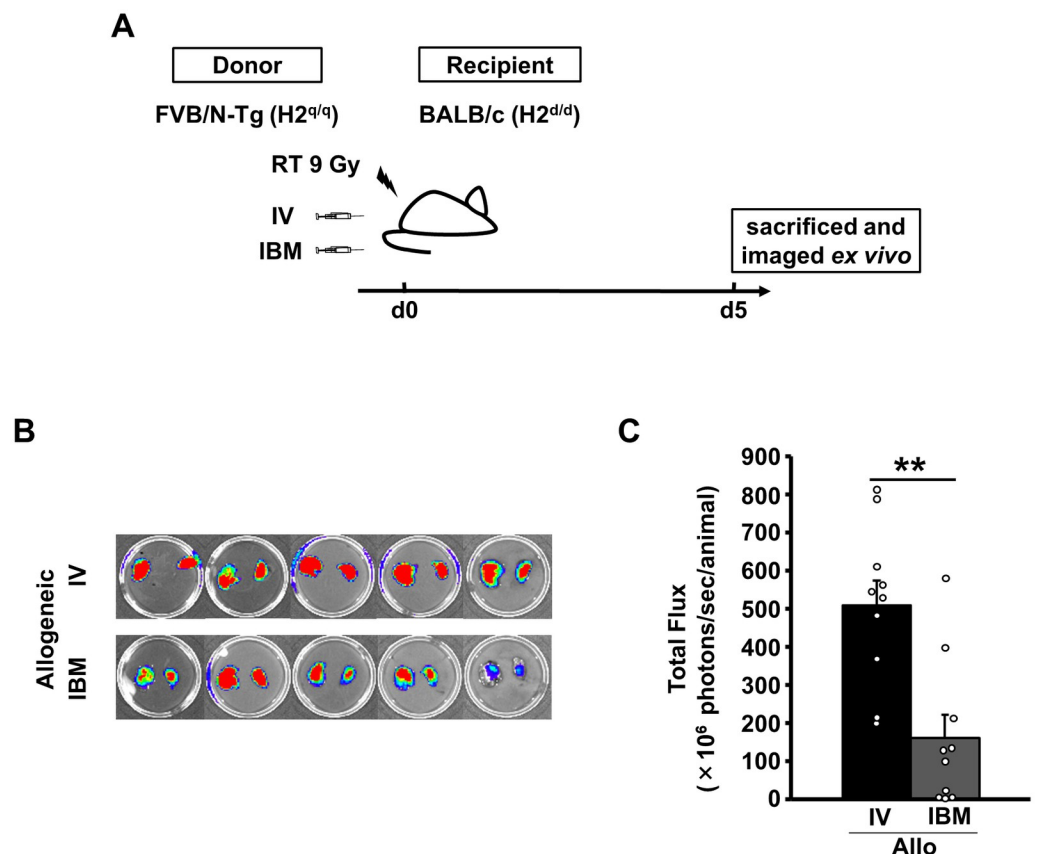 A
Donor
Recipient
FVB/N-Tg (H2q/q)
BALB/c (H2d/d)
RT 9 Gy
IV
IBM
sacrificed and
imaged ex vivo
d0
d5
B
Allogeneic
IV
IBM
C
Total Flux
(×10⁶ photons/sec/animal)
900
800
700
600
500
400
300
200
100
0
**
IV
IBM
Allo